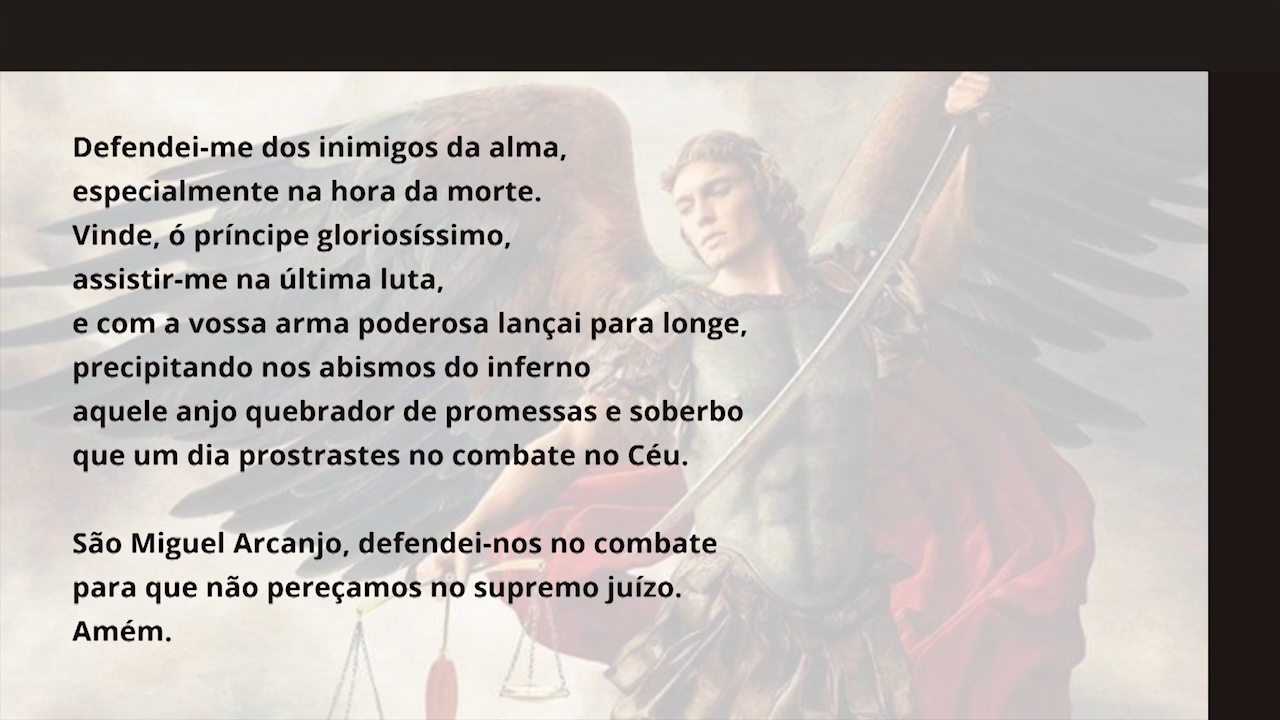 Defendei-me dos inimigos da alma,
especialmente na hora da morte.
Vinde, ó príncipe gloriosíssimo,
assistir-me na última luta,
e com a vossa arma poderosa lançai para longe,
precipitando nos abismos do inferno
aquele anjo quebrador de promessas e soberbo
que um dia prostrastes no combate no Céu.
São Miguel Arcanjo, defendei-nos no combate
para que não pereçamos no supremo juízo.
Amém.